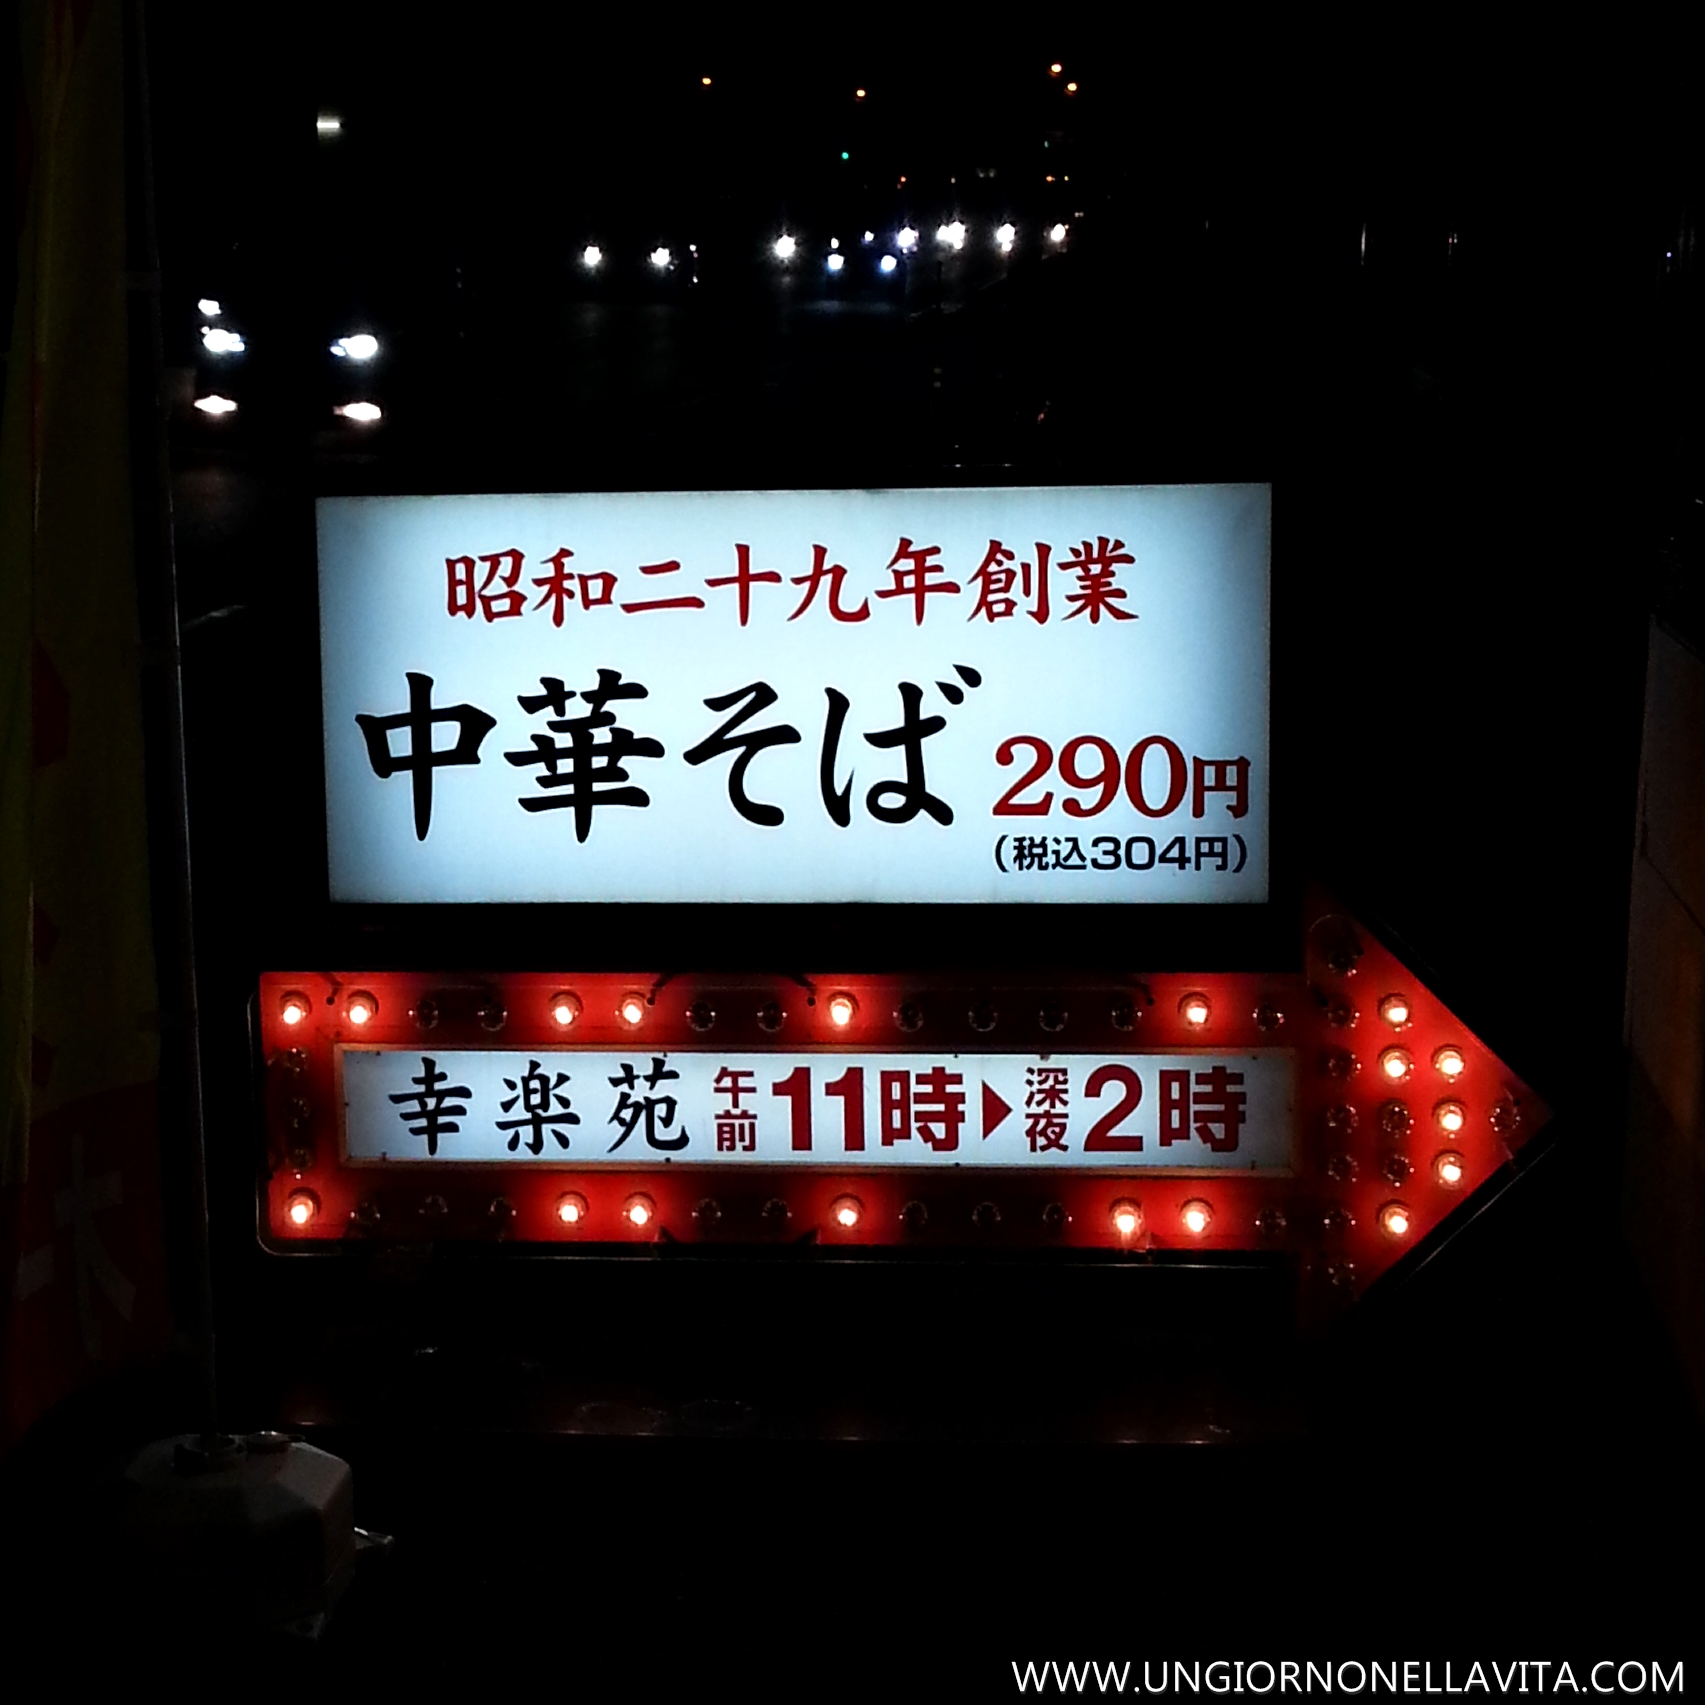 昭和二十九年創業
中華そば 290円
(税込304円)
幸楽苑 午前11時▶深夜2時
WWW.UNGIORNONELLAVITA.COM